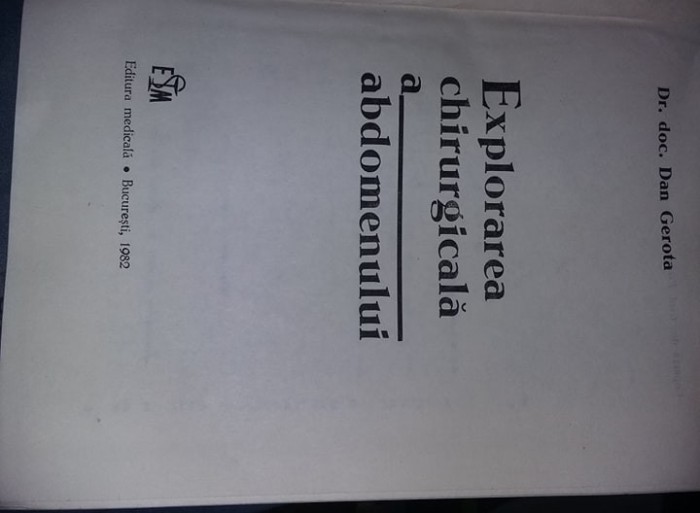 Dr. doc. Dan Gerota
Explorarea
chirurgicală
a
abdomenului
ESM
Editura medicală • București, 1982